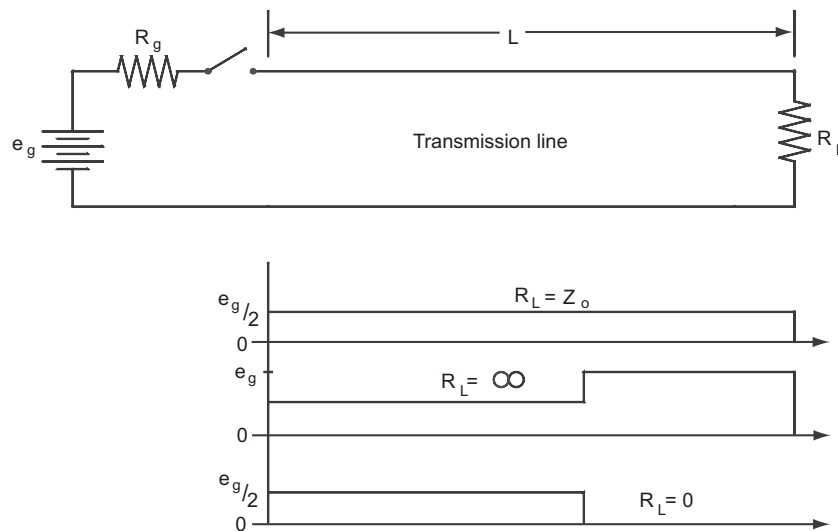 L
R g
e g
Transmission line
R L
e g/2
R L = Z o
0
e g
R L = ∞
0
e g/2
R L = 0
0